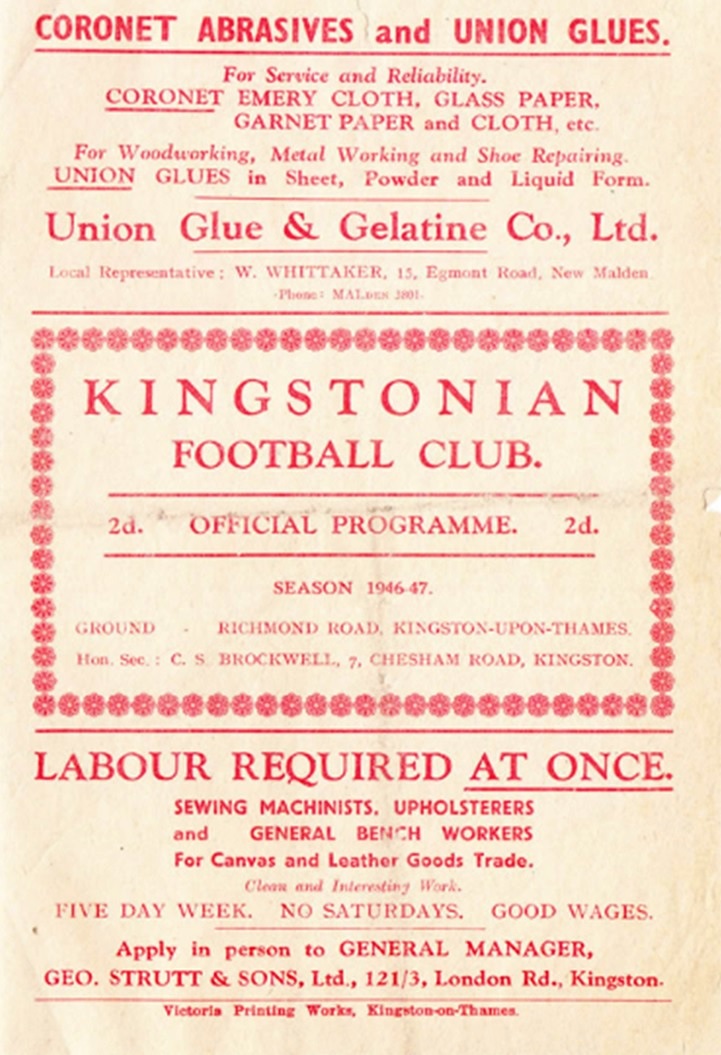 CORONET ABRASIVES and UNION GLUES.
For Service and Reliability.
CORONET EMERY CLOTH, GLASS PAPER,
GARNET PAPER and CLOTH, etc.
For Woodworking, Metal Working and Shoe Repairing.
UNION GLUES in Sheet, Powder and Liquid Form.
Union Glue & Gelatine Co., Ltd.
Local Representative: W. WHITTAKER, 15, Egmont Road, New Malden
Phone: MALDEN 3801
KINGSTONIAN
FOOTBALL CLUB.
2d. OFFICIAL PROGRAMME. 2d.
SEASON 1946-47.
GROUND - RICHMOND ROAD, KINGSTON-UPON-THAMES.
Hon. Sec.: C. S. BROCKWELL, 7, CHESHAM ROAD, KINGSTON.
LABOUR REQUIRED AT ONCE.
SEWING MACHINISTS, UPHOLSTERERS
and GENERAL BENCH WORKERS
For Canvas and Leather Goods Trade.
Clean and Interesting Work.
FIVE DAY WEEK. NO SATURDAYS. GOOD WAGES.
Apply in person to GENERAL MANAGER,
GEO. STRUTT & SONS, Ltd., 121/3, London Rd., Kingston.
Victoria Printing Works, Kingston-on-Thames.